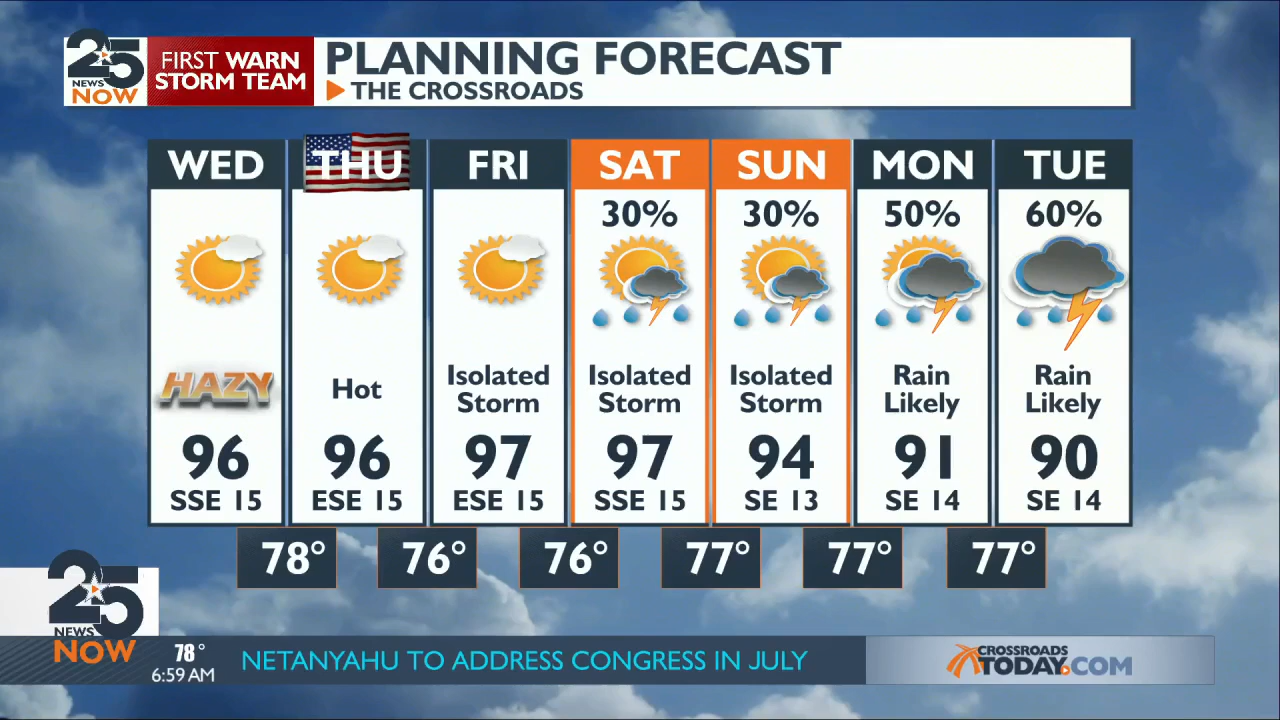 25
NEWS
NOW
FIRST WARN
STORM TEAM
PLANNING FORECAST
THE CROSSROADS
WED
THU
FRI
SAT
SUN
MON
TUE
30%
30%
50%
60%
HAZY
Hot
Isolated
Storm
Isolated
Storm
Isolated
Storm
Rain
Likely
Rain
Likely
96
96
97
97
94
91
90
SSE 15
ESE 15
ESE 15
SSE 15
SE 13
SE 14
SE 14
78°
76°
76°
77°
77°
77°
25
NEWS
NOW
78°
6:59 AM
NETANYAHU TO ADDRESS CONGRESS IN JULY
CROSSROADS
TODAY.COM